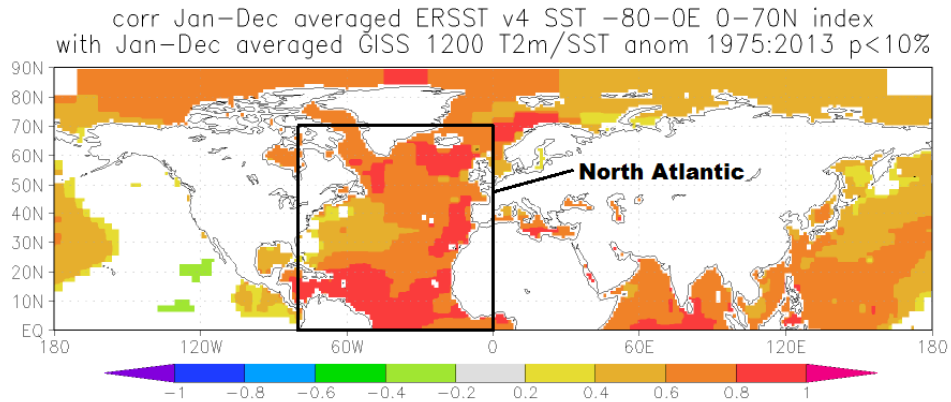 corr Jan-Dec averaged ERSST v4 SST -80-0E 0-70N index
with Jan-Dec averaged GISS 1200 T2m/SST anom 1975:2013 p<10%
90N
80N
70N
60N
50N
40N
30N
20N
10N
EQ
North Atlantic
180 120W 60W 0 60E 120E 180
-1 -0.8 -0.6 -0.4 -0.2 0.2 0.4 0.6 0.8 1